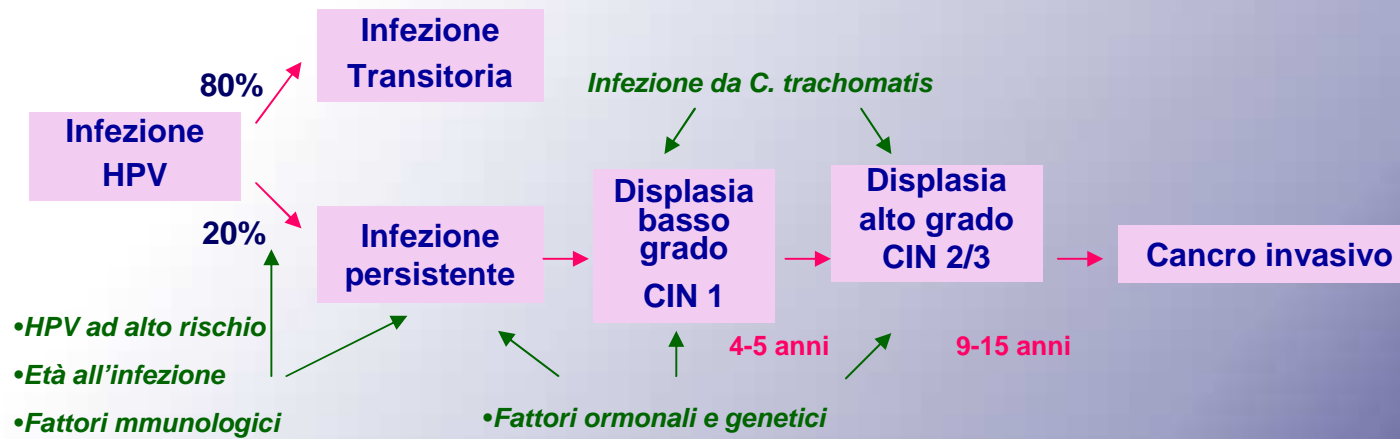 Infezione
Transitoria
80%
Infezione da C. trachomatis
Infezione
HPV
Displasia
basso
grado
CIN 1
Displasia
alto grado
CIN 2/3
20%
Infezione
persistente
Cancro invasivo
•HPV ad alto rischio
•Età all'infezione
•Fattori mmunologici
4-5 anni
9-15 anni
•Fattori ormonali e genetici